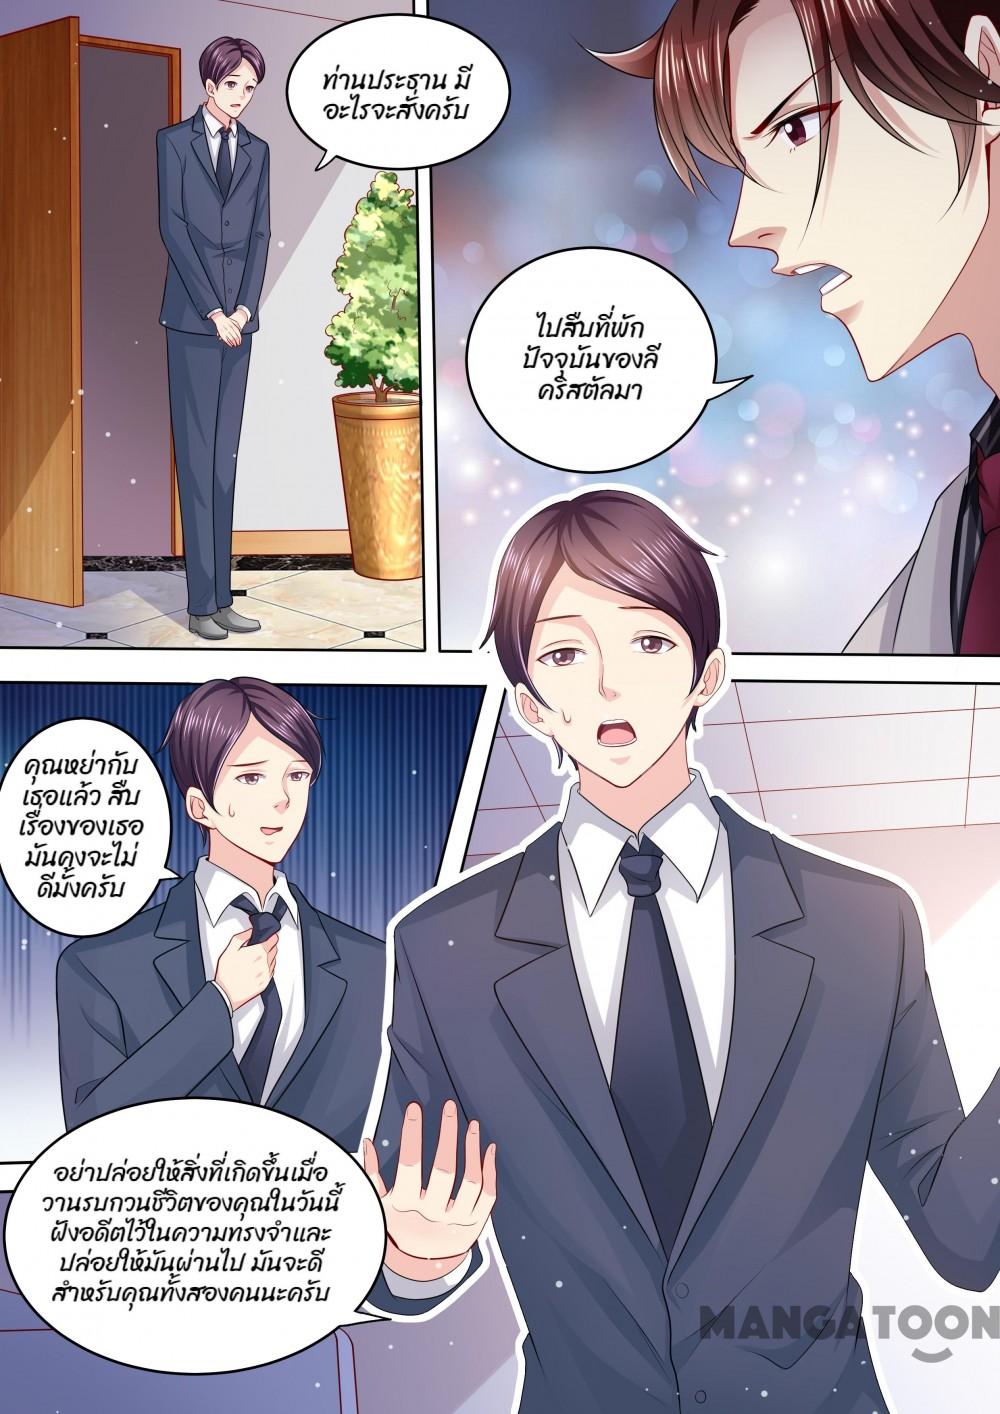 ท่านประธาน มี
อะไรจะสั่งครับ
ไปสืบที่พัก
ปัจจุบันของลี
คริสตัลมา
คุณหย่ากับ
เธอแล้ว สืบ
เรื่องของเธอ
มันคงจะไม่
ดีมั้งครับ
อย่าปล่อยให้สิ่งที่เกิดขึ้นเมื่อ
วานรบกวนชีวิตของคุณในวันนี้
ฝังอดีตไว้ในความทรงจำและ
ปล่อยให้มันผ่านไป มันจะดี
สำหรับคุณทั้งสองคนนะครับ
MANGATOON